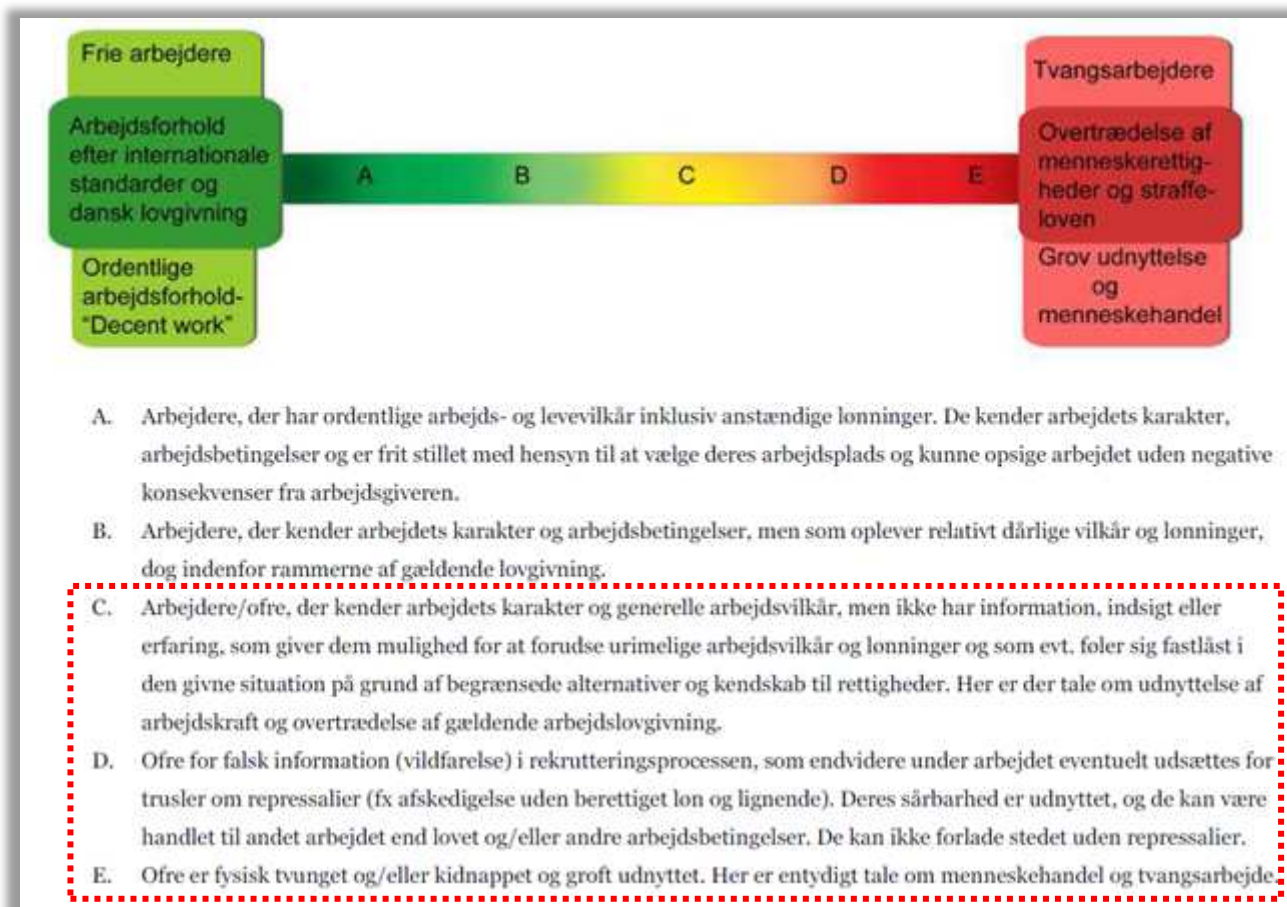 Frie arbejdere
Arbejdsforhold
efter internationale
standarder og
dansk lovgivning
Ordentlige
arbejdsforhold-
"Decent work"
A B C D E
Tvangsarbejdere
Overtrædelse af
menneskerettig-
heder og straffe-
loven
Grov udnyttelse
og
menneskehandel
A. Arbejdere, der har ordentlige arbejds- og levevilkår inklusiv anstændige lønninger. De kender arbejdets karakter,
arbejdsbetingelser og er frit stillet med hensyn til at vælge deres arbejdsplads og kunne opsige arbejdet uden negative
konsekvenser fra arbejdsgiveren.
B. Arbejdere, der kender arbejdets karakter og arbejdsbetingelser, men som oplever relativt dårlige vilkår og lønninger,
dog indenfor rammerne af gældende lovgivning.
C. Arbejdere/ofre, der kender arbejdets karakter og generelle arbejdsvilkår, men ikke har information, indsigt eller
erfaring, som giver dem mulighed for at forudse urimelige arbejdsvilkår og lønninger og som evt. føler sig fastlåst i
den givne situation på grund af begrænsede alternativer og kendskab til rettigheder. Her er der tale om udnyttelse af
arbejdskraft og overtrædelse af gældende arbejdslovgivning.
D. Ofre for falsk information (vildfarelse) i rekrutteringsprocessen, som endvidere under arbejdet eventuelt udsættes for
trusler om repressalier (fx afskedigelse uden berettiget løn og lignende). Deres sårbarhed er udnyttet, og de kan være
handlet til andet arbejdet end lovet og/eller andre arbejdsbetingelser. De kan ikke forlade stedet uden repressalier.
E. Ofre er fysisk tvunget og/eller kidnappet og groft udnyttet. Her er entydigt tale om menneskehandel og tvangsarbejde.